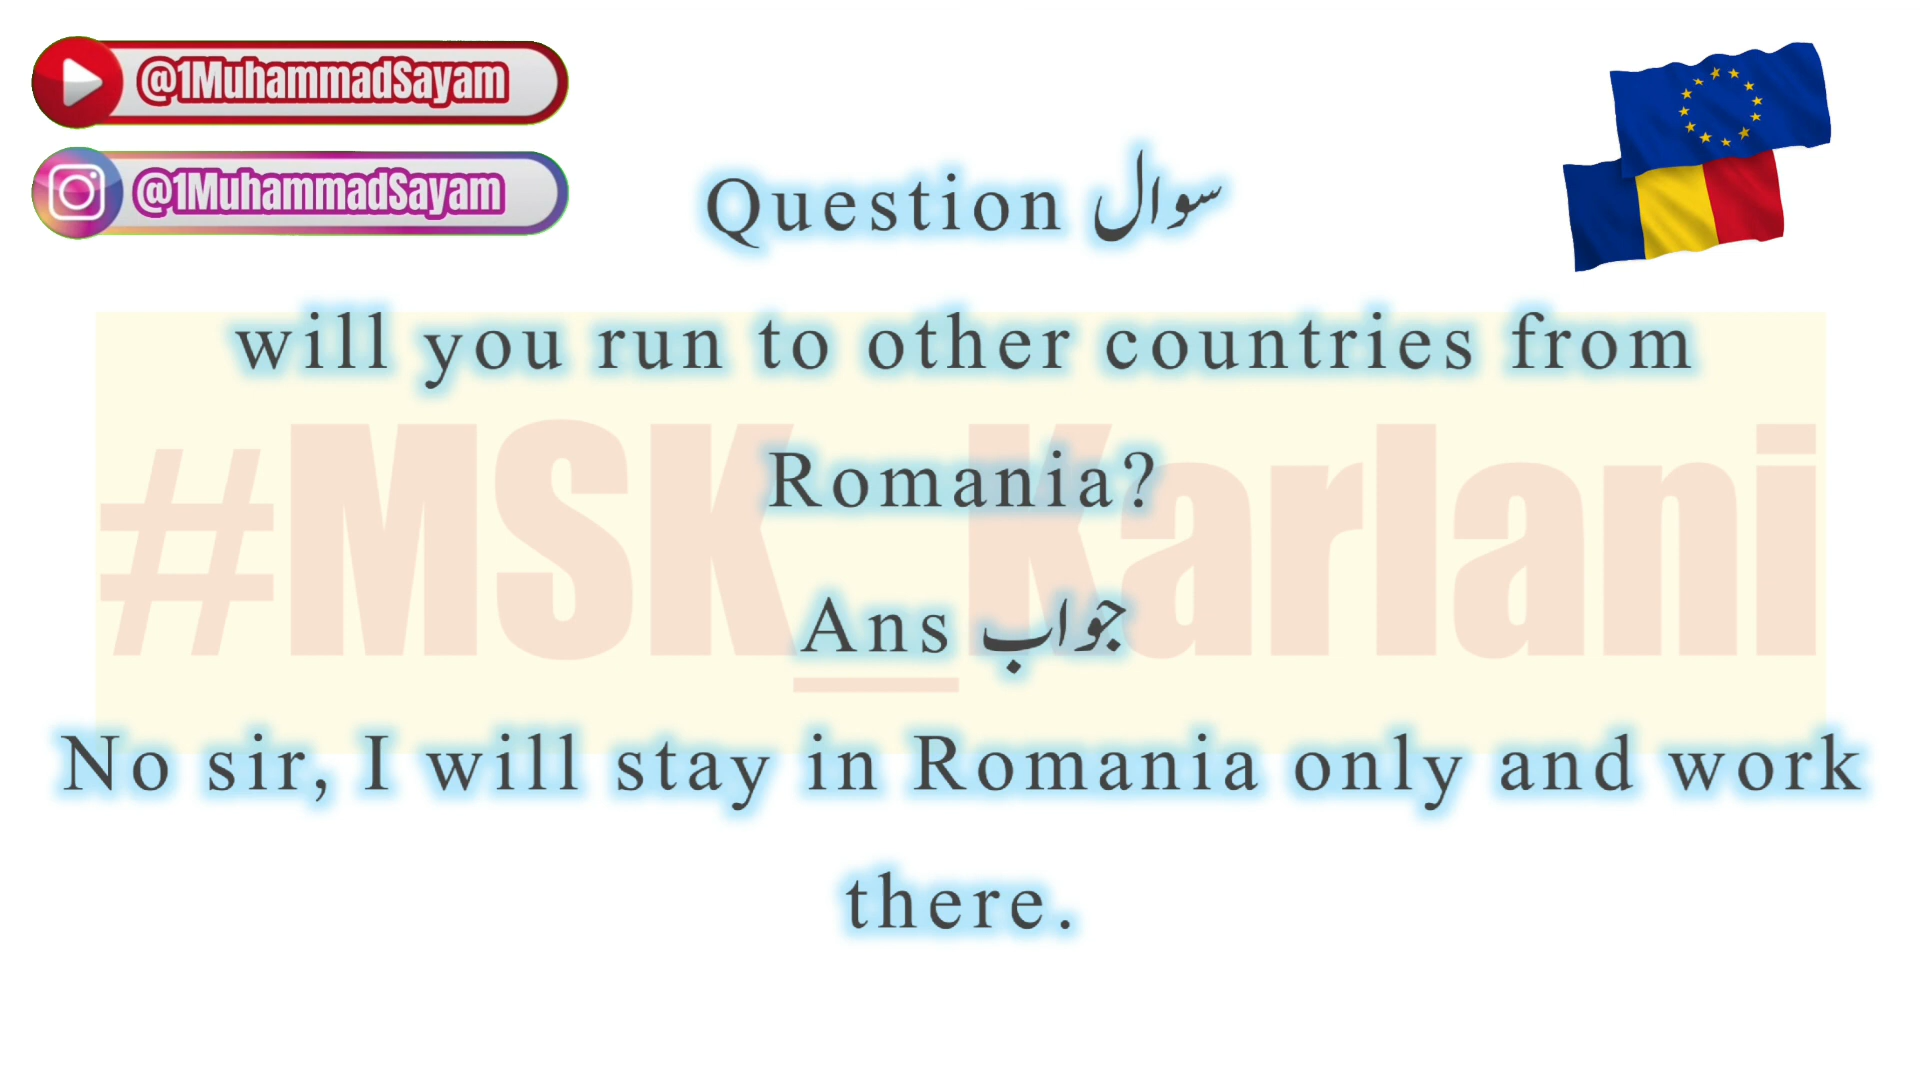 @1MuhammadSayam
@1MuhammadSayam
Question سوال
will you run to other countries from
Romania?
#MSK_Karlani
Ans جواب
No sir, I will stay in Romania only and work
there.